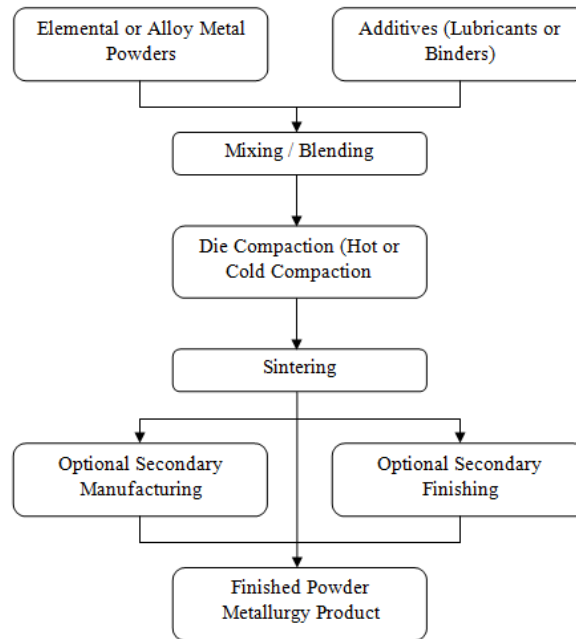 Elemental or Alloy Metal
Powders
Additives (Lubricants or
Binders)
Mixing / Blending
Die Compaction (Hot or
Cold Compaction
Sintering
Optional Secondary
Manufacturing
Optional Secondary
Finishing
Finished Powder
Metallurgy Product